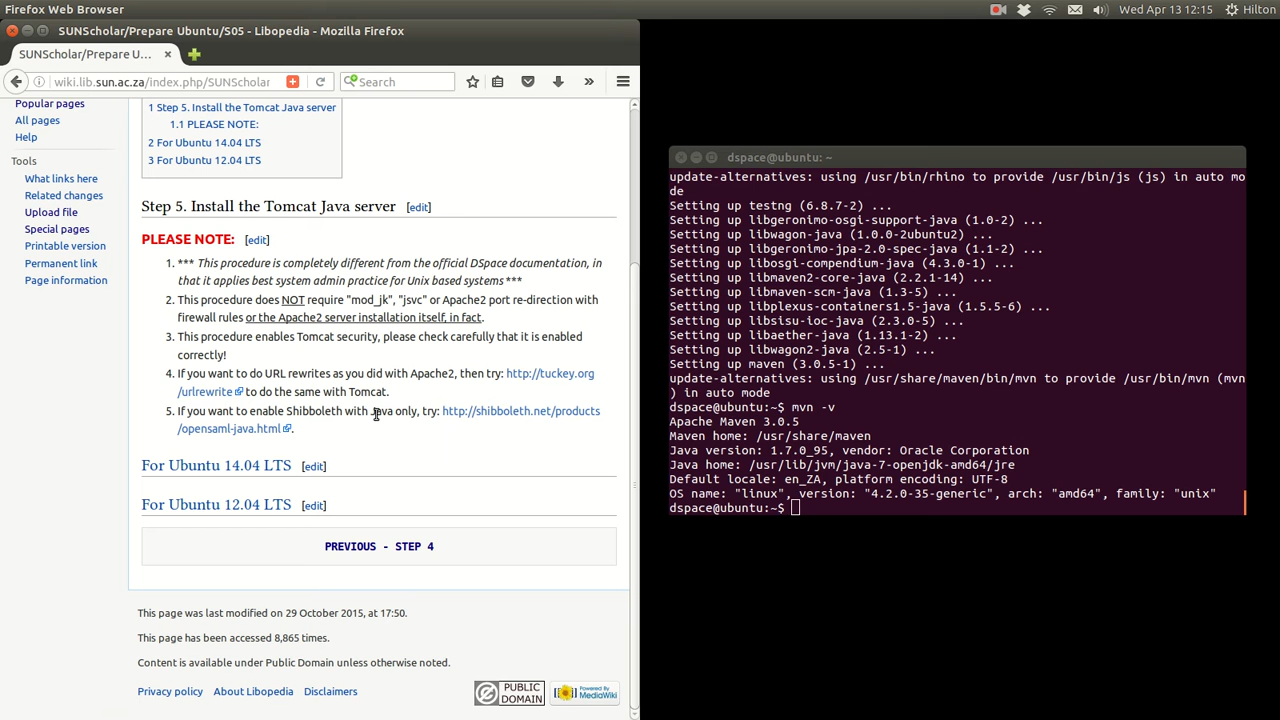 Firefox Web Browser
Wed Apr 13 12:15
Hilton
SUNScholar/Prepare Ubuntu/S05 - Libopedia - Mozilla Firefox
SUNScholar/Prepare U...
wiki.lib.sun.ac.za/index.php/SUNScholar
Search
Popular pages
All pages
Help
Tools
What links here
Related changes
Upload file
Special pages
Printable version
Permanent link
Page information
1 Step 5. Install the Tomcat Java server
1.1 PLEASE NOTE:
2 For Ubuntu 14.04 LTS
3 For Ubuntu 12.04 LTS
Step 5. Install the Tomcat Java server [edit]
PLEASE NOTE: [edit]
1. *** This procedure is completely different from the official DSpace documentation, in
that it applies best system admin practice for Unix based systems ***
2. This procedure does NOT require "mod_jk", "jsvc" or Apache2 port re-direction with
firewall rules or the Apache2 server installation itself, in fact.
3. This procedure enables Tomcat security, please check carefully that it is enabled
correctly!
4. If you want to do URL rewrites as you did with Apache2, then try: http://tuckey.org
/urlrewrite to do the same with Tomcat.
5. If you want to enable Shibboleth with Java only, try: http://shibboleth.net/products
/opensaml-java.html.
For Ubuntu 14.04 LTS [edit]
For Ubuntu 12.04 LTS [edit]
PREVIOUS - STEP 4
This page was last modified on 29 October 2015, at 17:50.
This page has been accessed 8,865 times.
Content is available under Public Domain unless otherwise noted.
Privacy policy About Libopedia Disclaimers
PUBLIC
DOMAIN
Powered By
MediaWiki
dspace@ubuntu: ~
update-alternatives: using /usr/bin/rhino to provide /usr/bin/js (js) in auto mo
de
Setting up testng (6.8.7-2) ...
Setting up libgeronimo-osgi-support-java (1.0-2) ...
Setting up libwagon-java (1.0.0-2ubuntu2) ...
Setting up libgeronimo-jpa-2.0-spec-java (1.1-2) ...
Setting up libosgi-compendium-java (4.3.0-1) ...
Setting up libmaven2-core-java (2.2.1-14) ...
Setting up libmaven-scm-java (1.3-5) ...
Setting up libplexus-containers1.5-java (1.5.5-6) ...
Setting up libsisu-ioc-java (2.3.0-5) ...
Setting up libaether-java (1.13.1-2) ...
Setting up libwagon2-java (2.5-1) ...
Setting up maven (3.0.5-1) ...
update-alternatives: using /usr/share/maven/bin/mvn to provide /usr/bin/mvn (mvn
) in auto mode
dspace@ubuntu:~$ mvn -v
Apache Maven 3.0.5
Maven home: /usr/share/maven
Java version: 1.7.0_95, vendor: Oracle Corporation
Java home: /usr/lib/jvm/java-7-openjdk-amd64/jre
Default locale: en_ZA, platform encoding: UTF-8
OS name: "linux", version: "4.2.0-35-generic", arch: "amd64", family: "unix"
dspace@ubuntu:~$